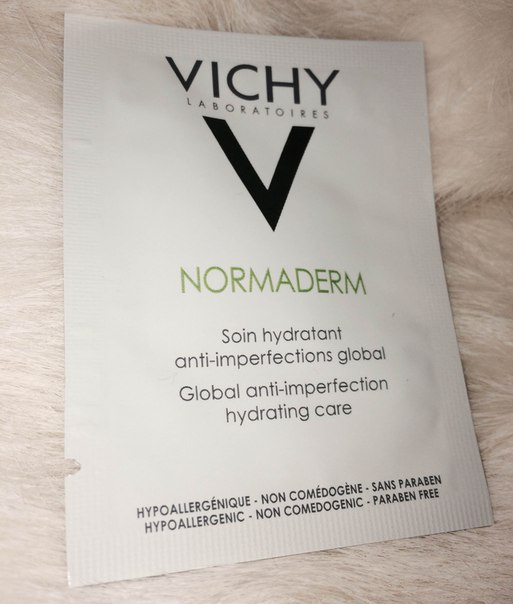 VICHY
LABORATOIRES
NORMADERM
Soin hydratant
anti-imperfections global
Global anti-imperfection
hydrating care
HYPOALLERGÉNIQUE - NON COMÉDOGÈNE - SANS PARABEN
HYPOALLERGENIC - NON COMEDOGENIC - PARABEN FREE